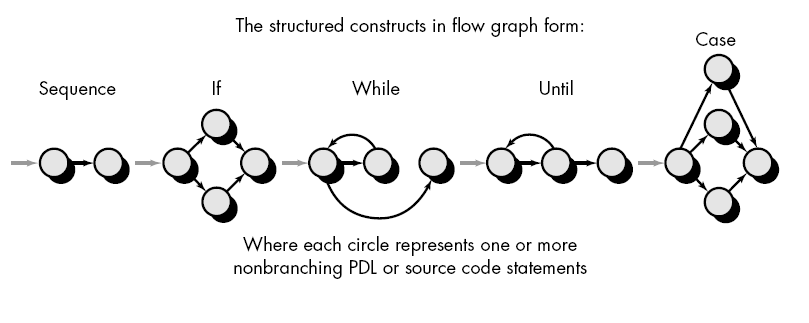 The structured constructs in flow graph form:
Case
Sequence
If
While
Until
Where each circle represents one or more
nonbranching PDL or source code statements